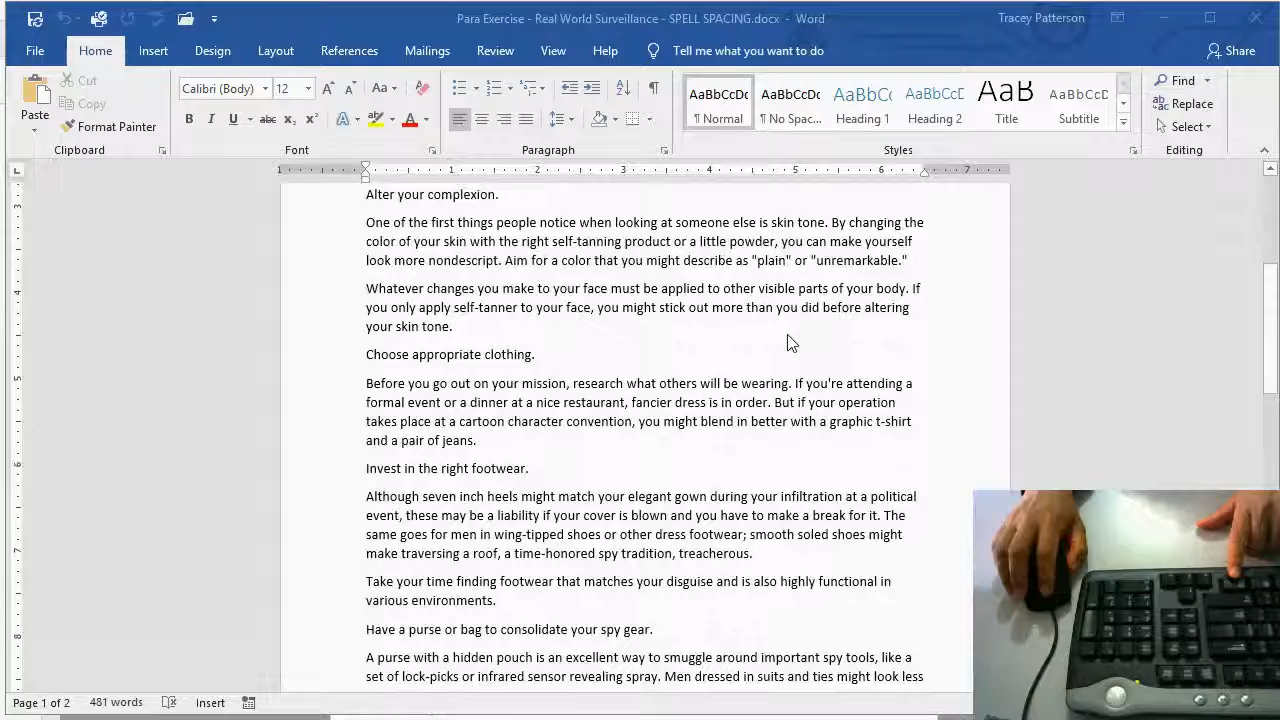 Para Exercise - Real World Surveillance - SPELL SPACING.docx - Word
Tracey Patterson
File Home Insert Design Layout References Mailings Review View Help Tell me what you want to do Share
Paste
Cut
Copy
Format Painter
Clipboard
Calibri (Body) 12
Font
Paragraph
AaBbCcDc AaBbCcDc AaBbCc AaBbCcD AaB AaBbCcD
¶ Normal ¶ No Spac... Heading 1 Heading 2 Title Subtitle
Styles
Find
Replace
Select
Editing
1 1 2 3 4 5 6 7
3
4
5
6
7
8
Alter your complexion.
One of the first things people notice when looking at someone else is skin tone. By changing the
color of your skin with the right self-tanning product or a little powder, you can make yourself
look more nondescript. Aim for a color that you might describe as "plain" or "unremarkable."
Whatever changes you make to your face must be applied to other visible parts of your body. If
you only apply self-tanner to your face, you might stick out more than you did before altering
your skin tone.
Choose appropriate clothing.
Before you go out on your mission, research what others will be wearing. If you're attending a
formal event or a dinner at a nice restaurant, fancier dress is in order. But if your operation
takes place at a cartoon character convention, you might blend in better with a graphic t-shirt
and a pair of jeans.
Invest in the right footwear.
Although seven inch heels might match your elegant gown during your infiltration at a political
event, these may be a liability if your cover is blown and you have to make a break for it. The
same goes for men in wing-tipped shoes or other dress footwear; smooth soled shoes might
make traversing a roof, a time-honored spy tradition, treacherous.
Take your time finding footwear that matches your disguise and is also highly functional in
various environments.
Have a purse or bag to consolidate your spy gear.
A purse with a hidden pouch is an excellent way to smuggle around important spy tools, like a
set of lock-picks or infrared sensor revealing spray. Men dressed in suits and ties might look less
Page 1 of 2 481 words Insert